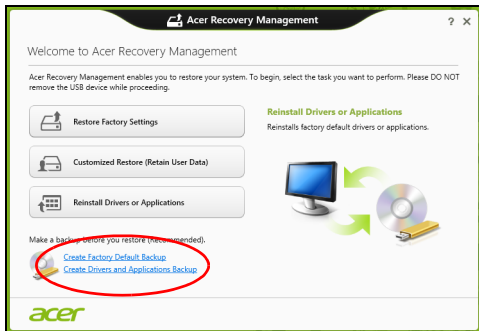 Acer Recovery Management
? ×
Welcome to Acer Recovery Management
Acer Recovery Management enables you to restore your system. To begin, select the task you want to perform. Please DO NOT
remove the USB device while proceeding.
Restore Factory Settings
Customized Restore (Retain User Data)
Reinstall Drivers or Applications
Reinstall Drivers or Applications
Reinstalls factory default drivers or applications.
Make a backup before you restore (Recommended).
Create Factory Default Backup
Create Drivers and Applications Backup
acer